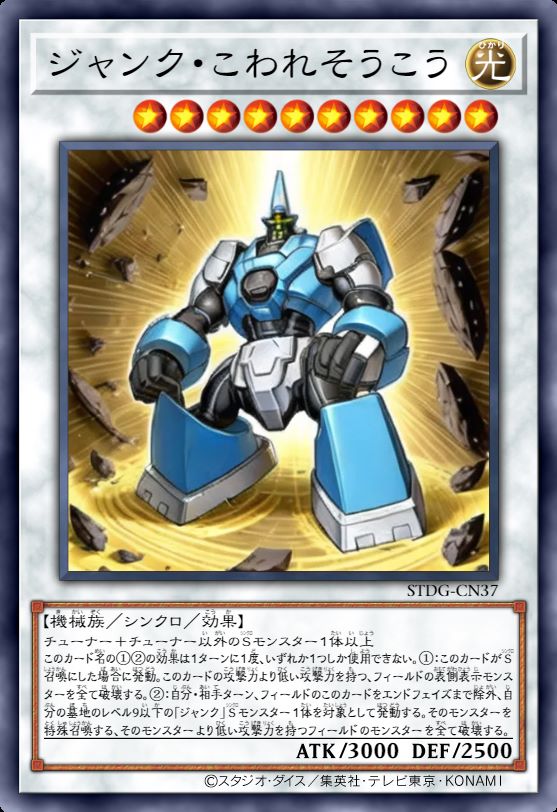 ジャンク・こわれそうこう
ひかり
光
STDG-CN37
【機械族／シンクロ／効果】
チューナー＋チューナー以外のSモンスター1体以上
このカード名の①②の効果は1ターンに1度、いずれか1つしか使用できない。①:このカードがS
召喚にした場合に発動。このカードの攻撃力より低い攻撃力を持つ、フィールドの表側表示モンス
ターを全て破壊する。②:自分・相手ターン、フィールドのこのカードをエンドフェイズまで除外、自
分の墓地のレベル9以下の「ジャンク」Sモンスター1体を対象として発動する。そのモンスターを
特殊召喚する、そのモンスターより低い攻撃力を持つフィールドのモンスターを全て破壊する。
ATK/3000 DEF/2500
©スタジオ・ダイス／集英社・テレビ東京・KONAMI